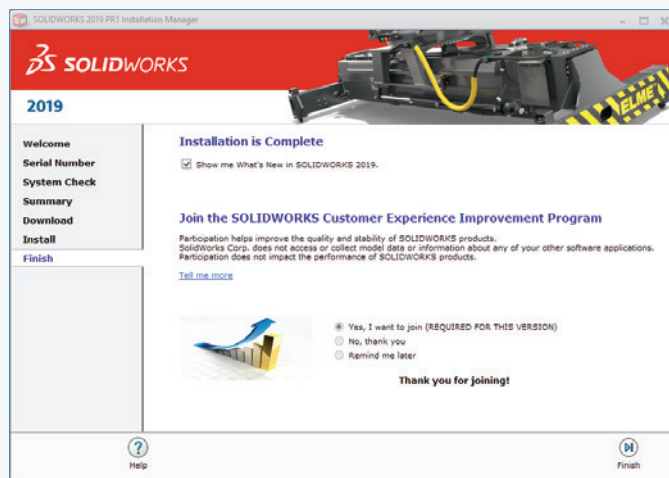 SOLIDWORKS 2019 PR1 Installation Manager
SOLIDWORKS
ELME
2019
Welcome
Serial Number
System Check
Summary
Download
Install
Finish
Installation is Complete
Show me What's New in SOLIDWORKS 2019.
Join the SOLIDWORKS Customer Experience Improvement Program
Participation helps improve the quality and stability of SOLIDWORKS products.
SolidWorks Corp. does not access or collect model data or information about any of your other software applications.
Participation does not impact the performance of SOLIDWORKS products.
Tell me more
Yes, I want to join (REQUIRED FOR THIS VERSION)
No, thank you
Remind me later
Thank you for joining!
Help
Finish